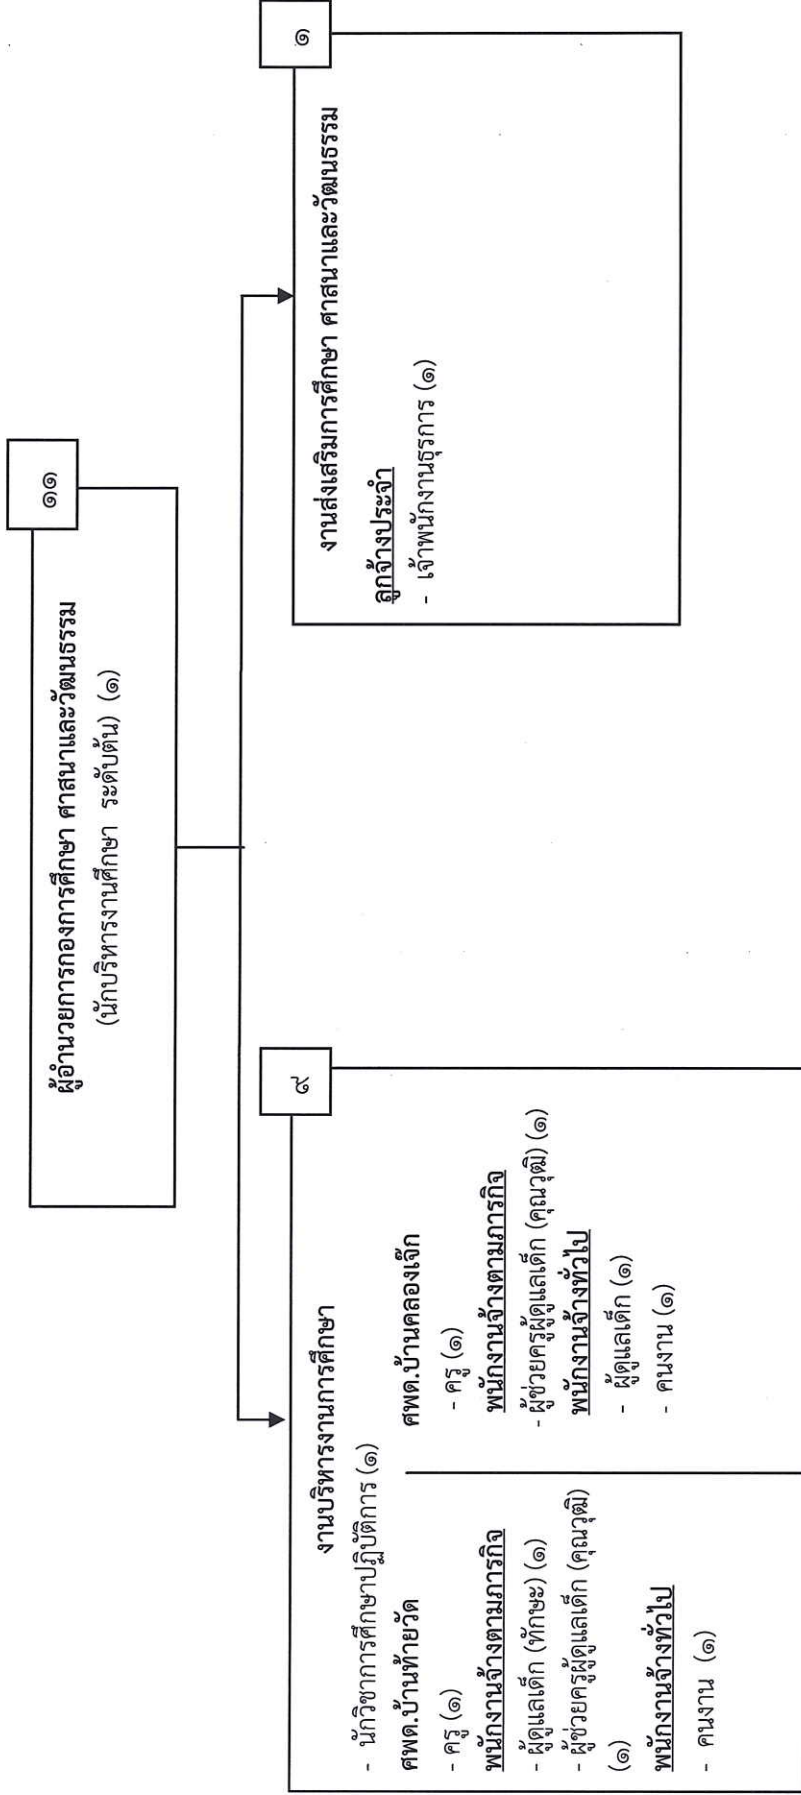 ๑๑
ผู้อำนวยการกองการศึกษา ศาสนาและวัฒนธรรม
(นักบริหารงานศึกษา ระดับต้น) (๑)
๙
งานบริหารงานการศึกษา
- นักวิชาการศึกษาปฏิบัติการ (๑)
ศพด.บ้านท้ายวัด
- ครู (๑)
พนักงานจ้างตามภารกิจ
- ผู้ดูแลเด็ก (ทักษะ) (๑)
- ผู้ช่วยครูผู้ดูแลเด็ก (คุณวุฒิ)
(๑)
พนักงานจ้างทั่วไป
- คนงาน (๑)
ศพด.บ้านคลองเจ๊ก
- ครู (๑)
พนักงานจ้างตามภารกิจ
- ผู้ช่วยครูผู้ดูแลเด็ก (คุณวุฒิ) (๑)
พนักงานจ้างทั่วไป
- ผู้ดูแลเด็ก (๑)
- คนงาน (๑)
๑
งานส่งเสริมการศึกษา ศาสนาและวัฒนธรรม
ลูกจ้างประจำ
- เจ้าพนักงานธุรการ (๑)